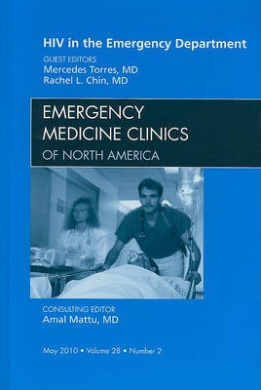 HIV in the Emergency Department
GUEST EDITORS
Mercedes Torres, MD
Rachel L. Chin, MD
EMERGENCY
MEDICINE CLINICS
OF NORTH AMERICA
CONSULTING EDITOR
Amal Mattu, MD
May 2010 • Volume 28 • Number 2